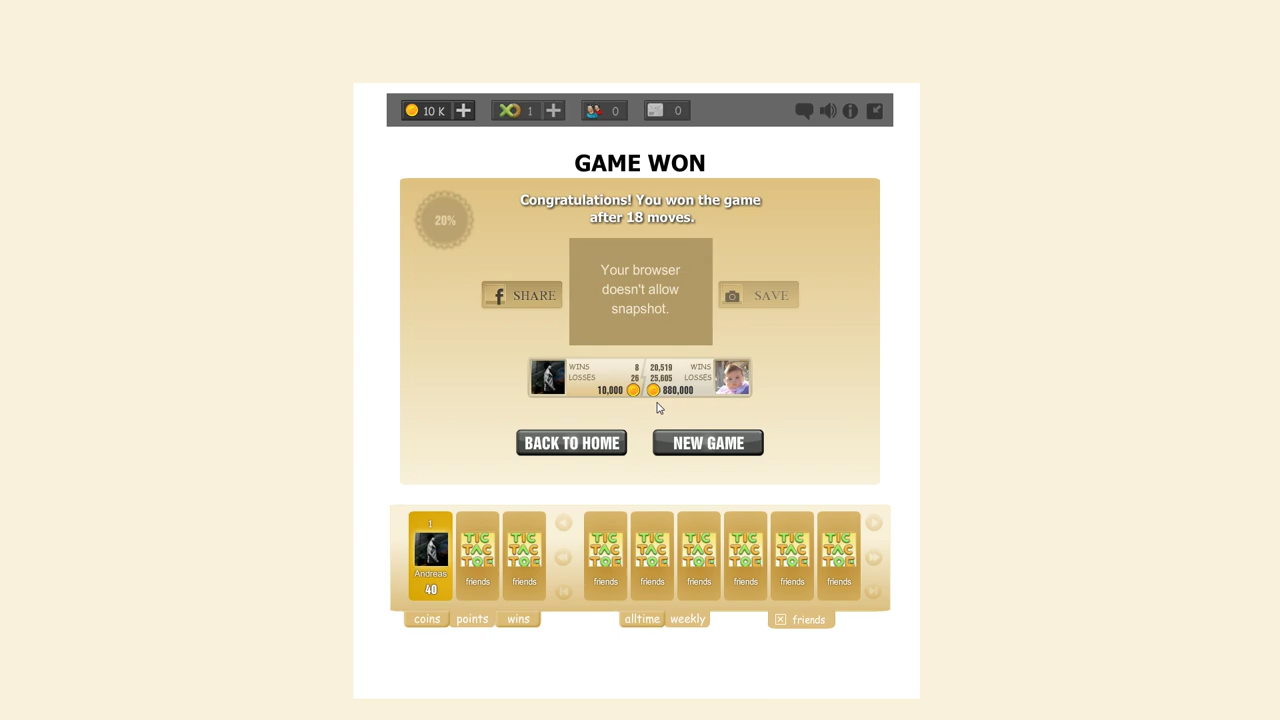 10 K
1
0
0
GAME WON
20%
Congratulations! You won the game
after 18 moves.
SHARE
Your browser
doesn't allow
snapshot.
SAVE
WINS 8 20,519 WINS
LOSSES 26 25,605 LOSSES
10,000 880,000
BACK TO HOME
NEW GAME
1
Andreas
40
TIC TAC TOE
friends
TIC TAC TOE
friends
TIC TAC TOE
friends
TIC TAC TOE
friends
TIC TAC TOE
friends
TIC TAC TOE
friends
TIC TAC TOE
friends
TIC TAC TOE
friends
coins points wins alltime weekly friends